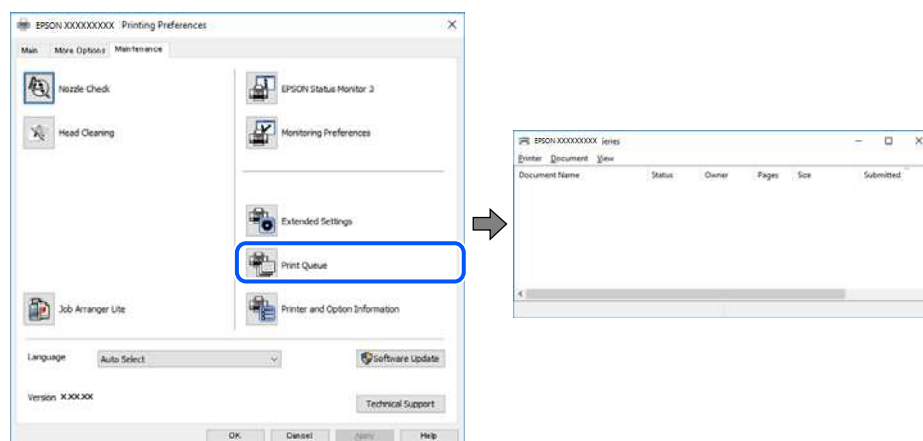 EPSON XXXXXXXXX Printing Preferences
Main More Options Maintenance
Nozzle Check
EPSON Status Monitor 3
Head Cleaning
Monitoring Preferences
Extended Settings
Print Queue
Job Arranger Lite
Printer and Option Information
Language Auto Select
Software Update
Version X.XX.XX
Technical Support
OK Cancel Apply Help
EPSON XXXXXXXXX series
Printer Document View
Document Name Status Owner Pages Size Submitted